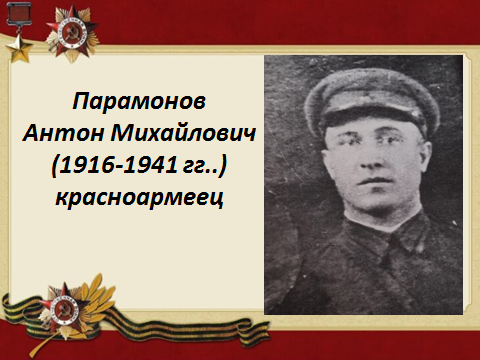 Парамонов
Антон Михайлович
(1916-1941 гг..)
красноармеец